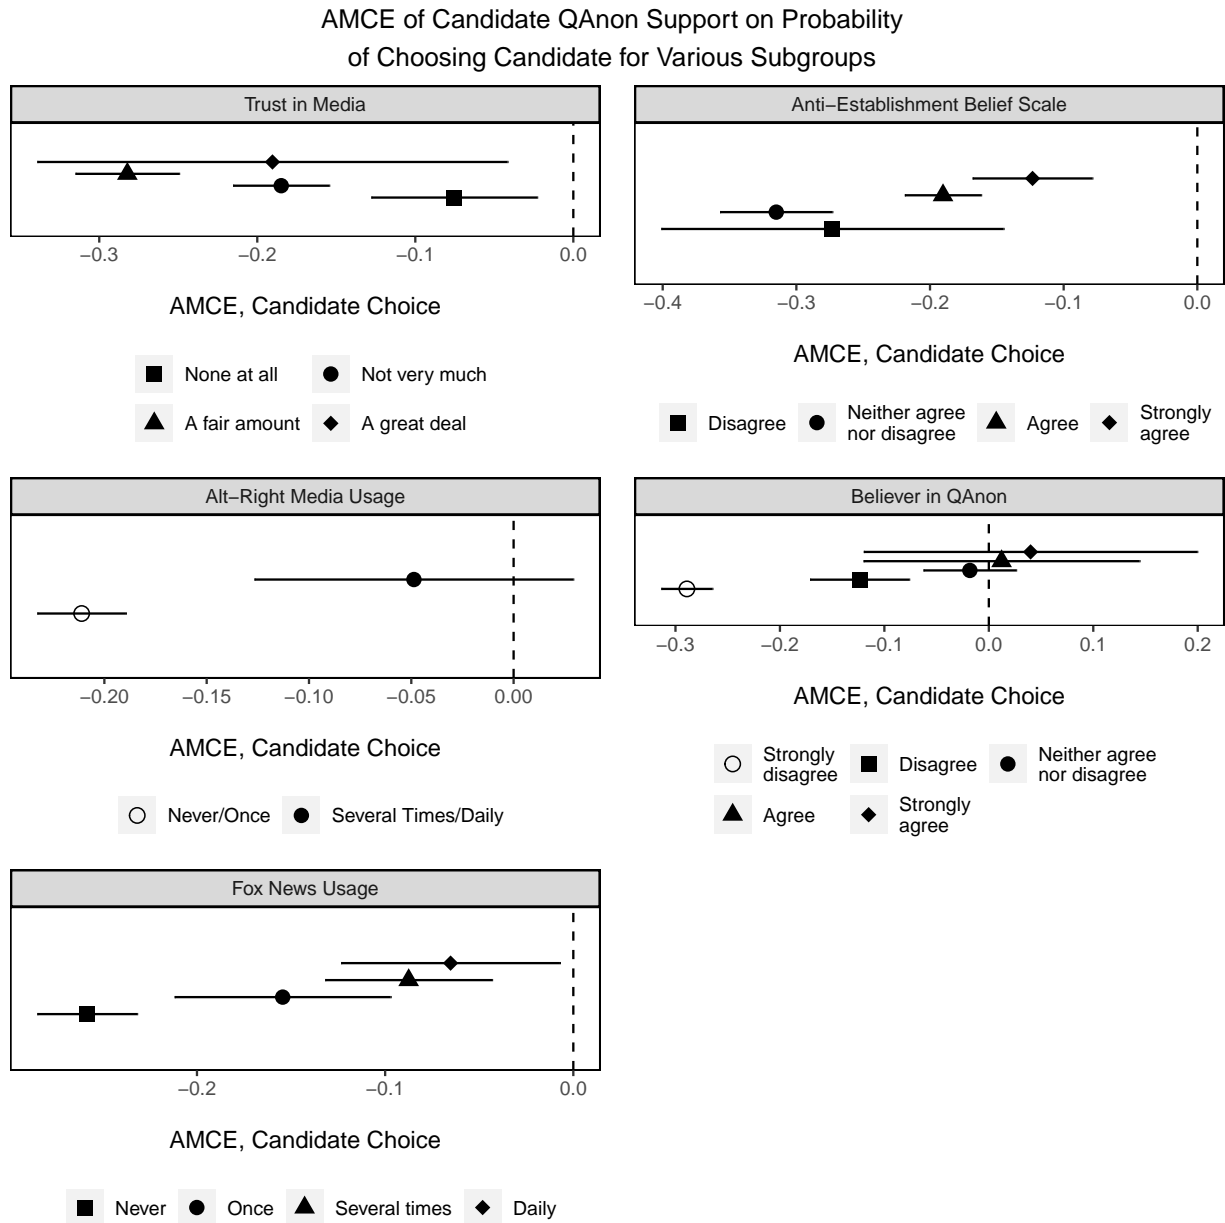 AMCE of Candidate QAnon Support on Probability
of Choosing Candidate for Various Subgroups
Trust in Media
−0.3 −0.2 −0.1 0.0
AMCE, Candidate Choice
None at all Not very much
A fair amount A great deal
Anti−Establishment Belief Scale
−0.4 −0.3 −0.2 −0.1 0.0
AMCE, Candidate Choice
Disagree Neither agree nor disagree Agree Strongly agree
Alt−Right Media Usage
−0.20 −0.15 −0.10 −0.05 0.00
AMCE, Candidate Choice
Never/Once Several Times/Daily
Believer in QAnon
−0.3 −0.2 −0.1 0.0 0.1 0.2
AMCE, Candidate Choice
Strongly disagree Disagree Neither agree nor disagree
Agree Strongly agree
Fox News Usage
−0.2 −0.1 0.0
AMCE, Candidate Choice
Never Once Several times Daily